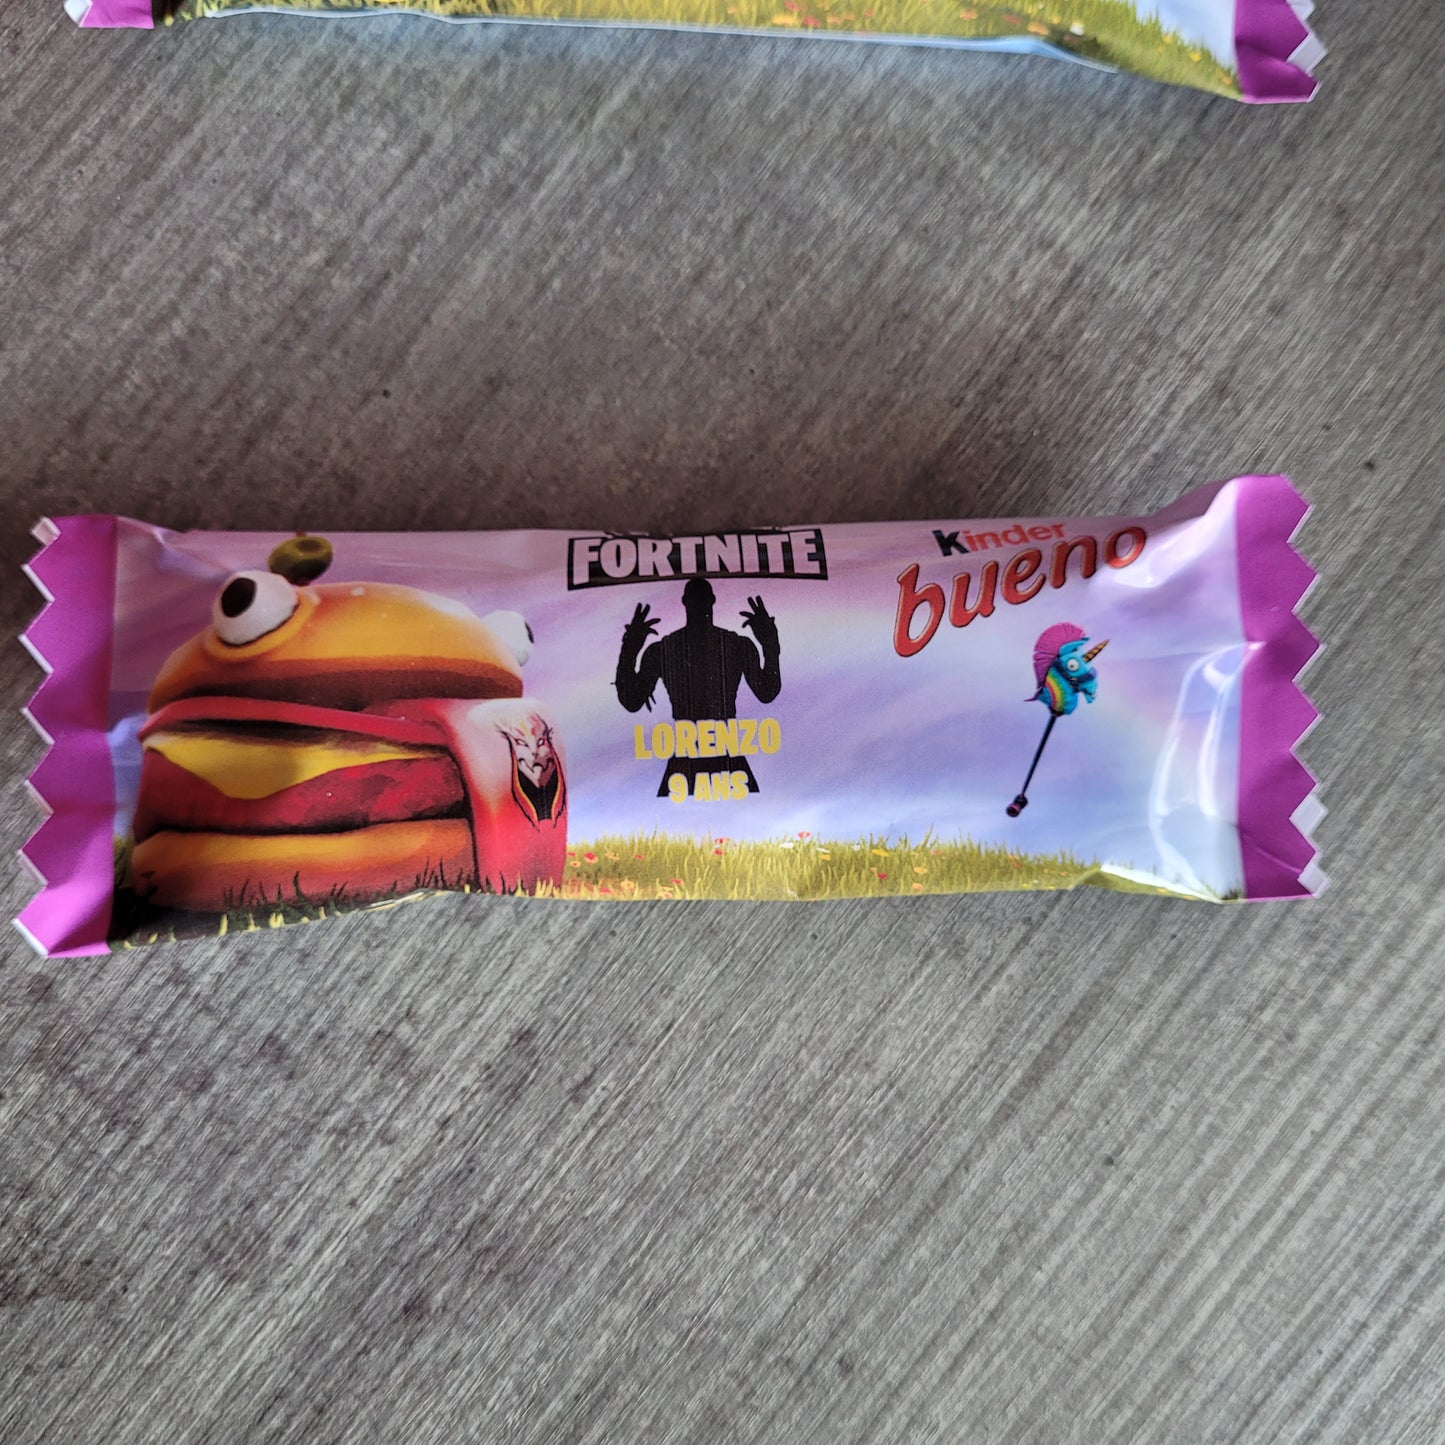 FORTNITE
kinder
bueno
LORENZO
9 ANS